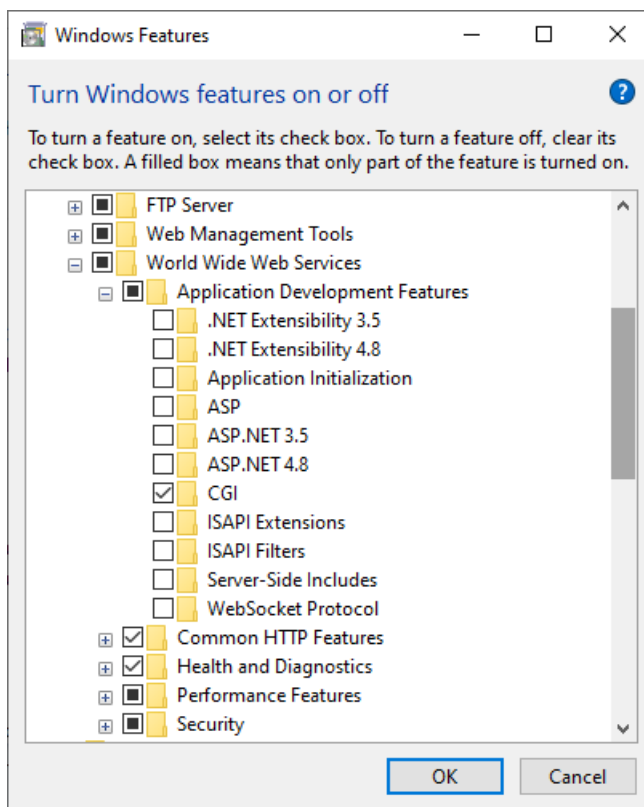 Windows Features
Turn Windows features on or off
?
To turn a feature on, select its check box. To turn a feature off, clear its
check box. A filled box means that only part of the feature is turned on.
FTP Server
Web Management Tools
World Wide Web Services
Application Development Features
.NET Extensibility 3.5
.NET Extensibility 4.8
Application Initialization
ASP
ASP.NET 3.5
ASP.NET 4.8
CGI
ISAPI Extensions
ISAPI Filters
Server-Side Includes
WebSocket Protocol
Common HTTP Features
Health and Diagnostics
Performance Features
Security
OK
Cancel